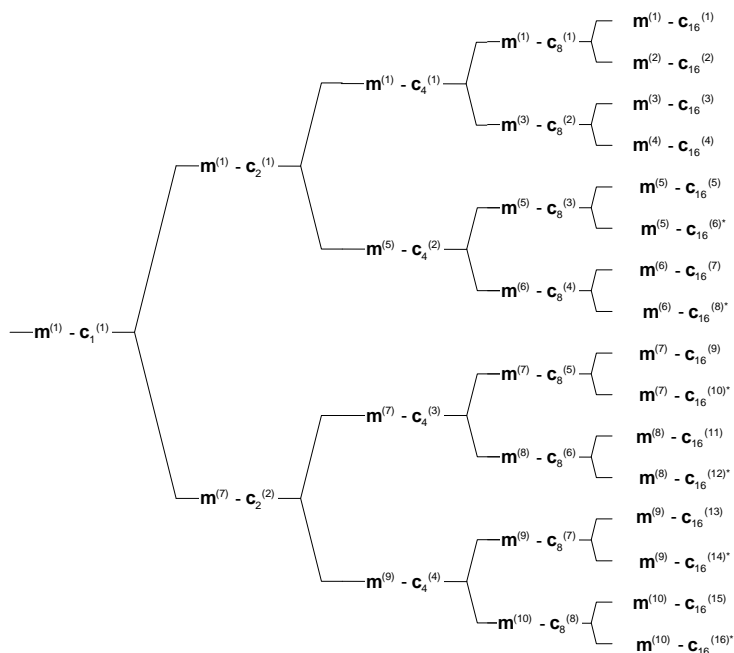 m(1) - c16(1)
m(1) - c8(1)
m(2) - c16(2)
m(1) - c4(1)
m(3) - c16(3)
m(3) - c8(2)
m(4) - c16(4)
m(1) - c2(1)
m(5) - c16(5)
m(5) - c8(3)
m(5) - c16(6)*
m(5) - c4(2)
m(6) - c16(7)
m(6) - c8(4)
m(6) - c16(8)*
m(1) - c1(1)
m(7) - c16(9)
m(7) - c8(5)
m(7) - c16(10)*
m(7) - c4(3)
m(8) - c16(11)
m(8) - c8(6)
m(8) - c16(12)*
m(7) - c2(2)
m(9) - c16(13)
m(9) - c8(7)
m(9) - c16(14)*
m(9) - c4(4)
m(10) - c16(15)
m(10) - c8(8)
m(10) - c16(16)*